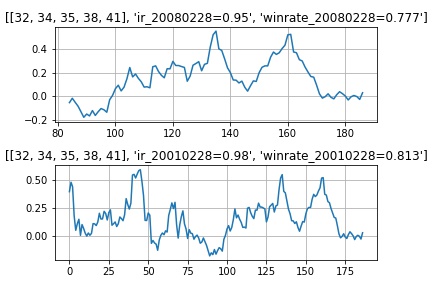 [[32, 34, 35, 38, 41], 'ir_20080228=0.95', 'winrate_20080228=0.777']
0.4
0.2
0.0
−0.2
80 100 120 140 160 180
[[32, 34, 35, 38, 41], 'ir_20010228=0.98', 'winrate_20010228=0.813']
0.50
0.25
0.00
0 25 50 75 100 125 150 175